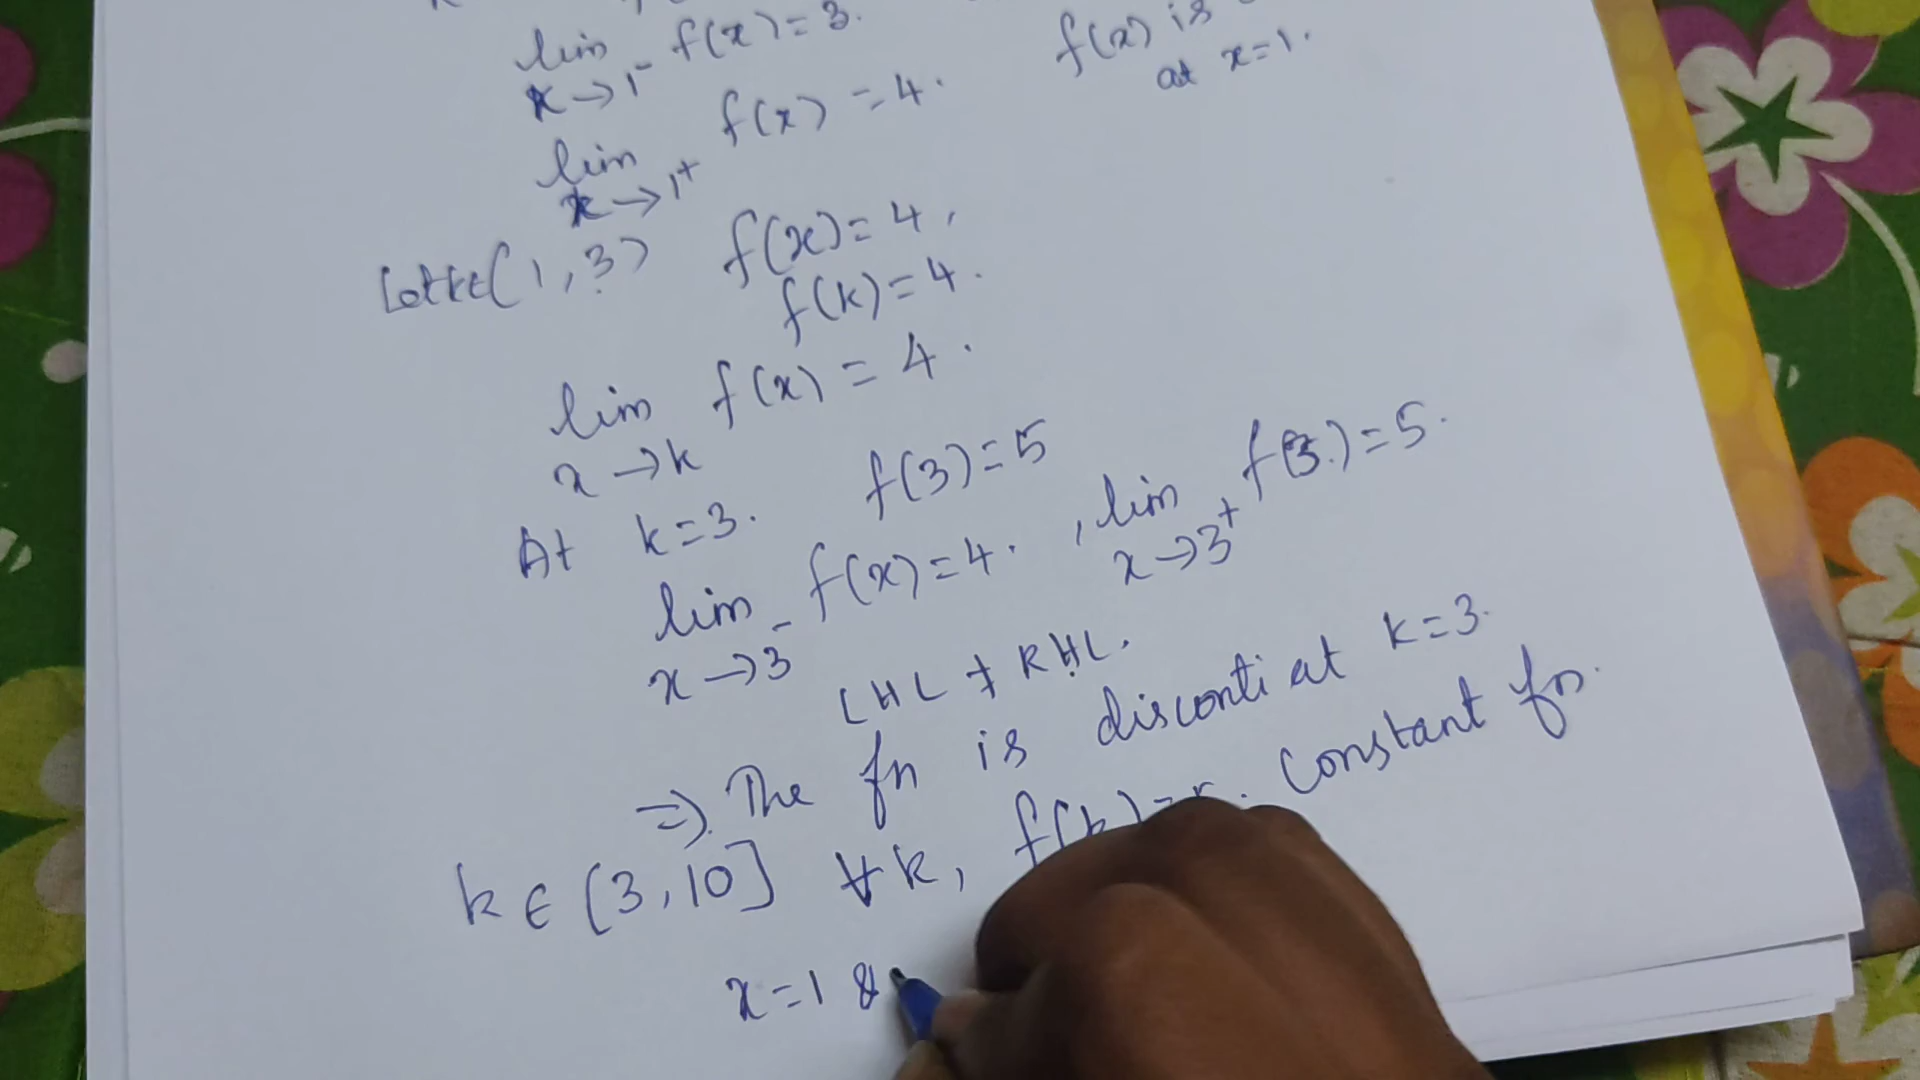 lim f(x)=3.
x→1⁻
f(x) is
at x=1.
lim f(x) = 4.
x→1⁺
Let k∈(1,3) f(x)=4,
f(k)=4.
lim f(x) = 4.
x→k
At k=3. f(3)=5
lim f(x)=4. , lim f(3.)=5.
x→3⁻ x→3⁺
LHL ≠ RHL.
⇒). The fn is disconti at k=3.
k∈(3,10] ∀k, f(k)=5. constant fn.
x=1 &